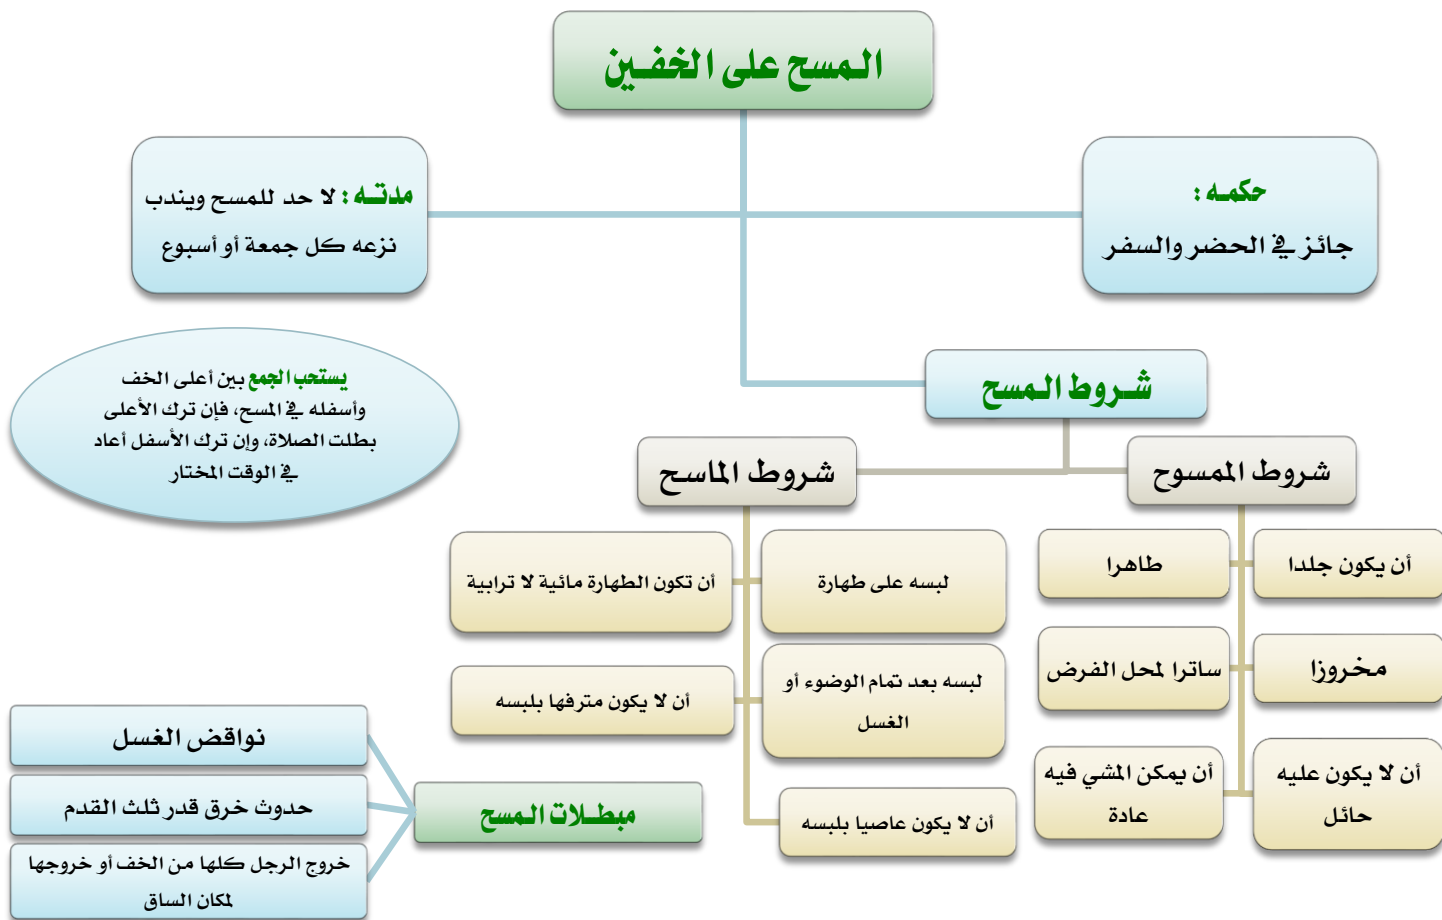 المسح على الخفين
حكمه :
جائز في الحضر والسفر
مدته : لا حد للمسح ويندب
نزعه كل جمعة أو أسبوع
يستحب الجمع بين أعلى الخف
وأسفله في المسح، فإن ترك الأعلى
بطلت الصلاة، وإن ترك الأسفل أعاد
في الوقت المختار
شروط المسح
شروط الممسوح
أن يكون جلدا
طاهرا
مخروزا
ساترا لمحل الفرض
أن لا يكون عليه
حائل
أن يمكن المشي فيه
عادة
شروط الماسح
لبسه على طهارة
أن تكون الطهارة مائية لا ترابية
لبسه بعد تمام الوضوء أو
الغسل
أن لا يكون مترفها بلبسه
أن لا يكون عاصيا بلبسه
مبطلات المسح
نواقض الغسل
حدوث خرق قدر ثلث القدم
خروج الرجل كلها من الخف أو خروجها
لمكان الساق